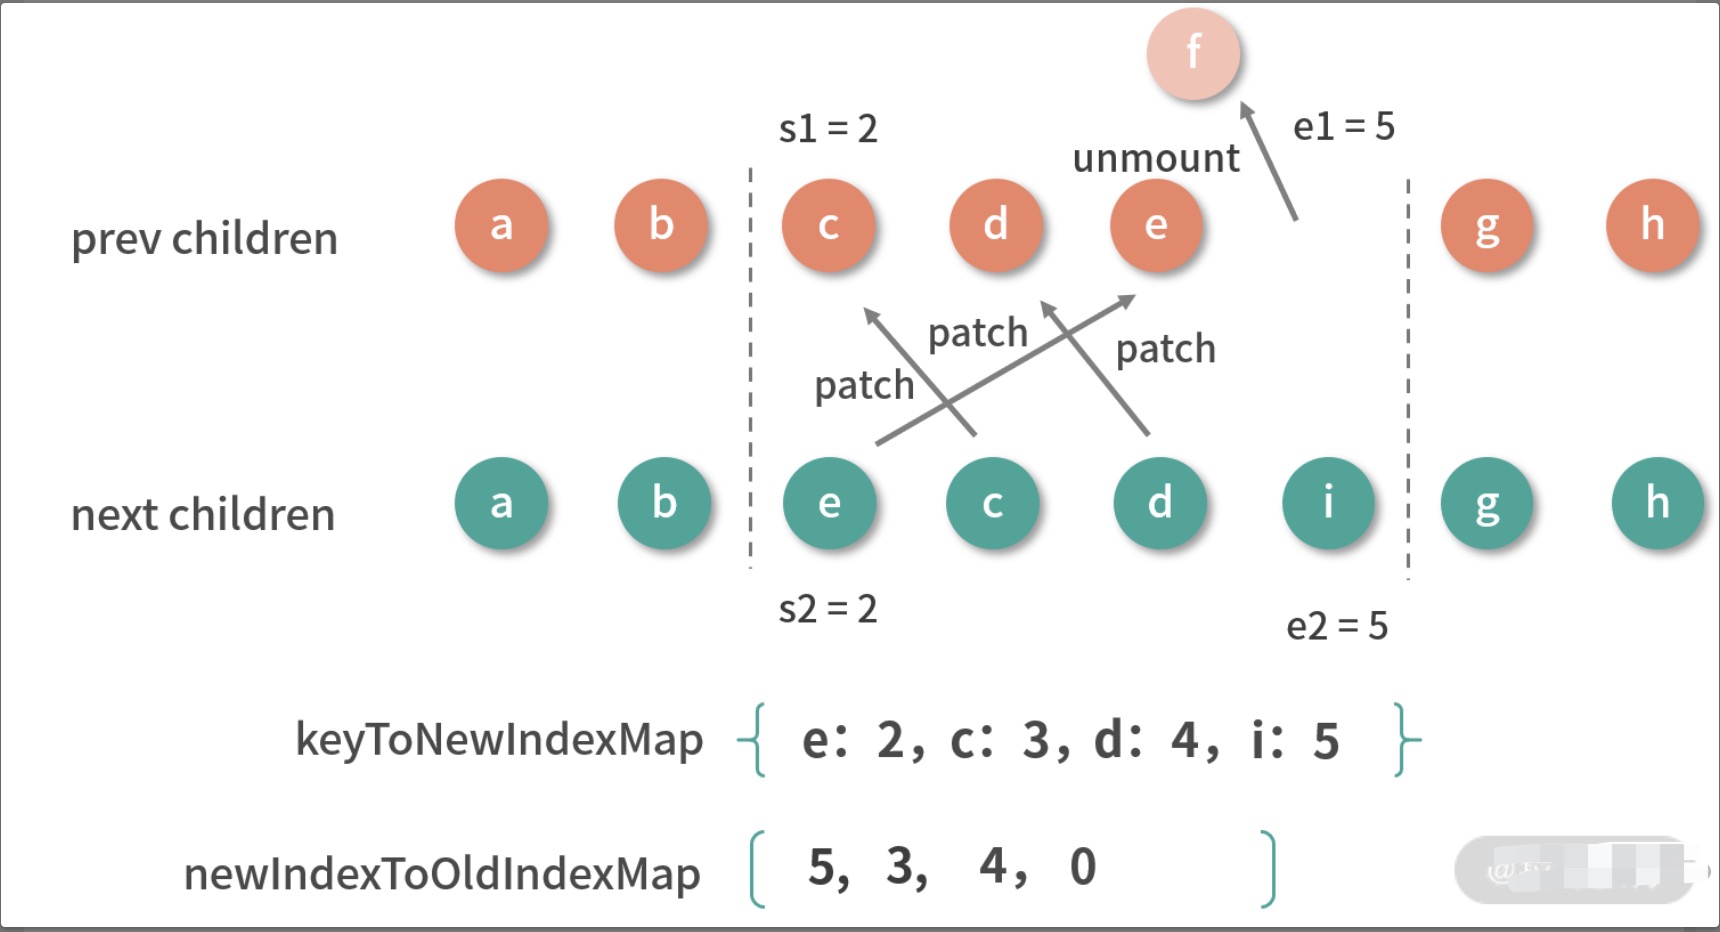 f
s1 = 2
e1 = 5
unmount
prev children a b c d e g h
patch
patch
patch
next children a b e c d i g h
s2 = 2
e2 = 5
keyToNewIndexMap { e: 2, c: 3, d: 4, i: 5 }
newIndexToOldIndexMap [ 5, 3, 4, 0 ]